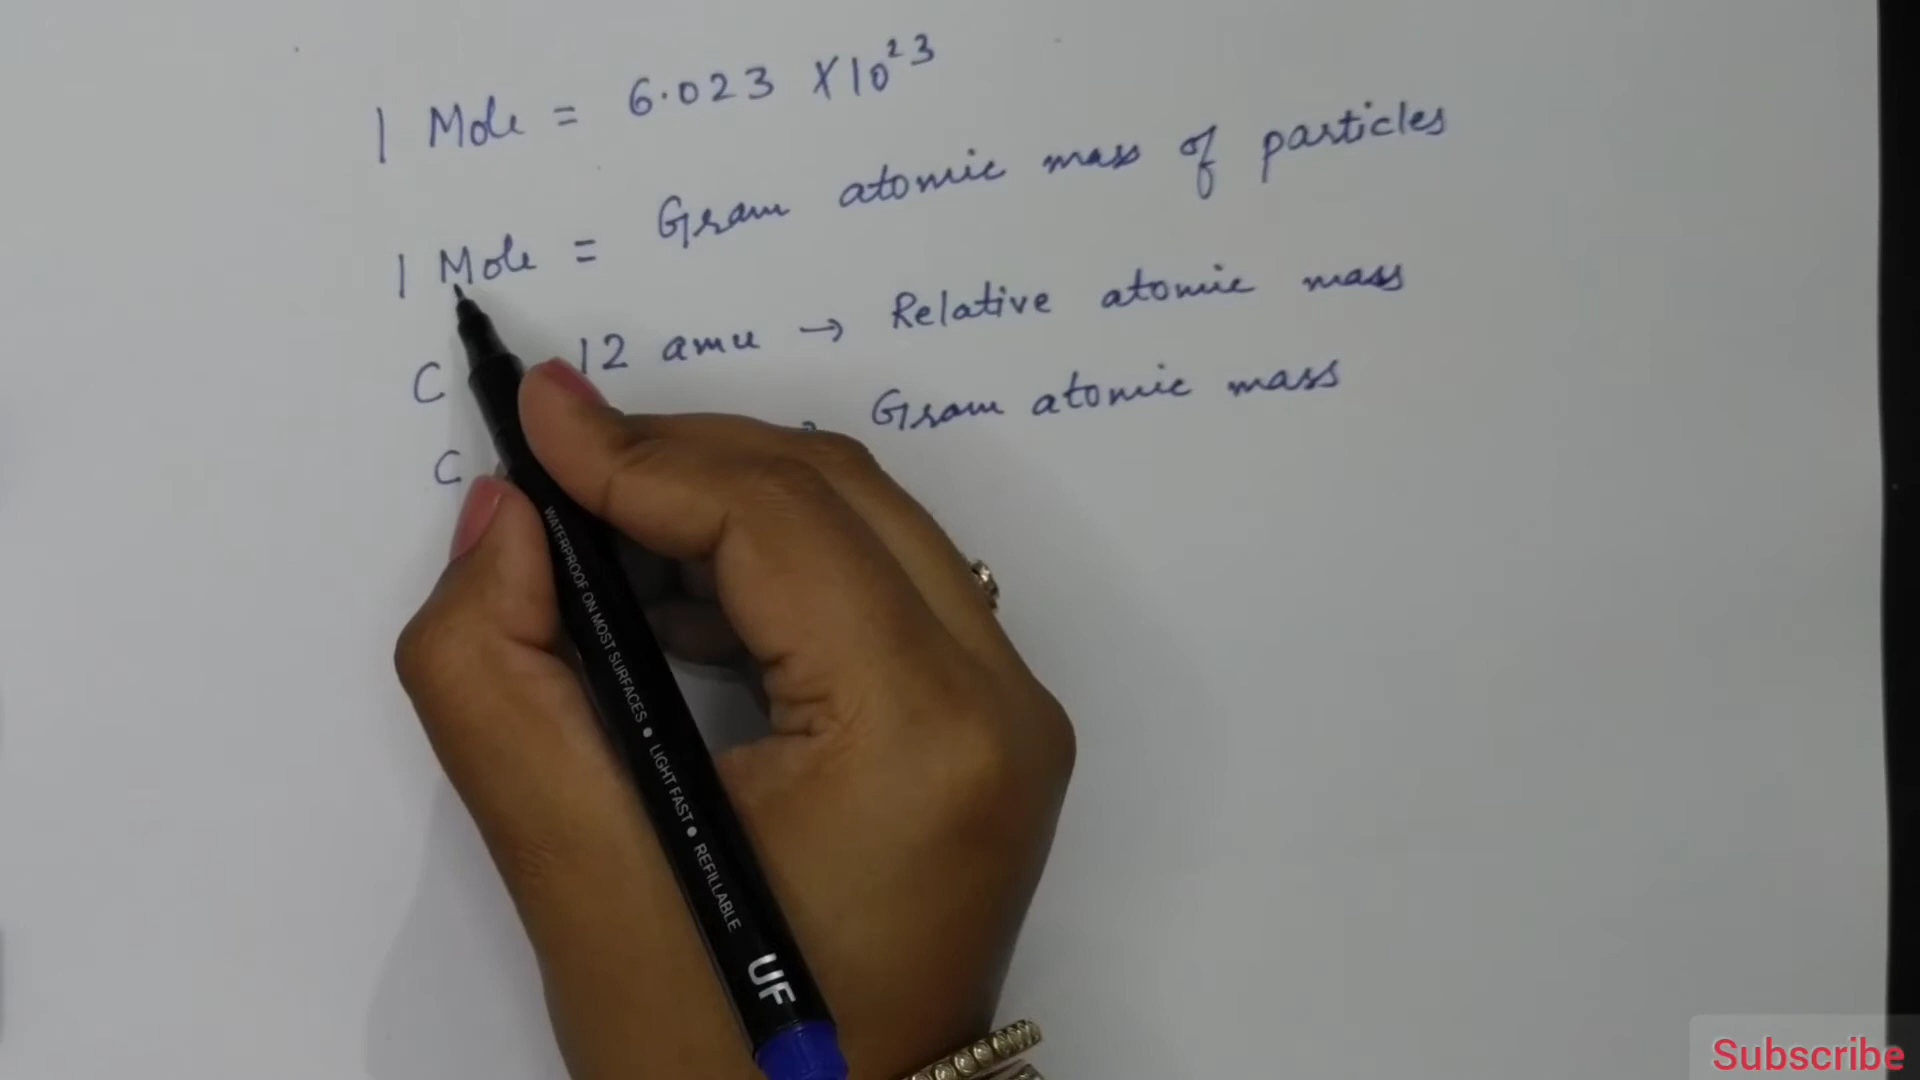 1 Mole = 6.023 X10²³
1 Mole = Gram atomic mass of particles
C 12 amu → Relative atomic mass
C → Gram atomic mass
WATERPROOF ON MOST SURFACES ● LIGHT FAST ● REFILLABLE
UF
Subscribe